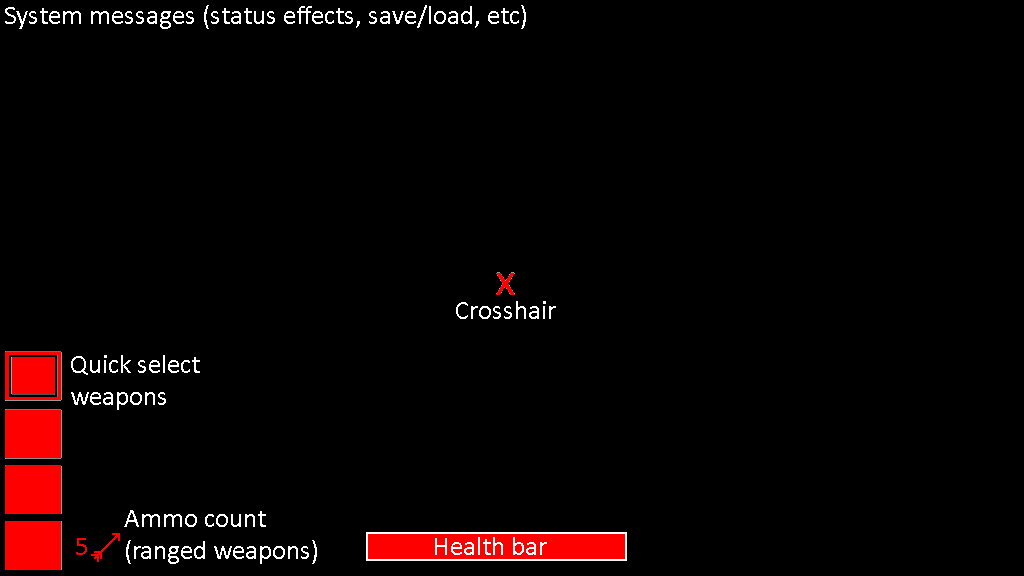 System messages (status effects, save/load, etc)
X
Crosshair
Quick select
weapons
Ammo count
5
(ranged weapons)
Health bar